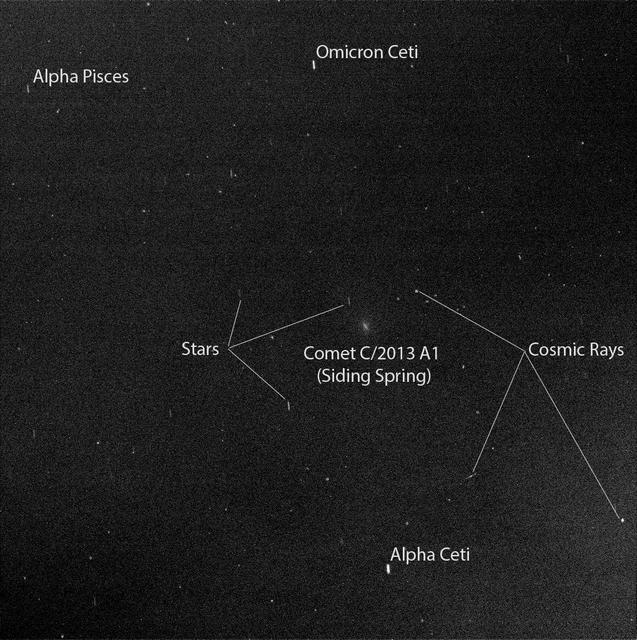 Omicron Ceti
Alpha Pisces
Stars
Comet C/2013 A1
(Siding Spring)
Cosmic Rays
Alpha Ceti